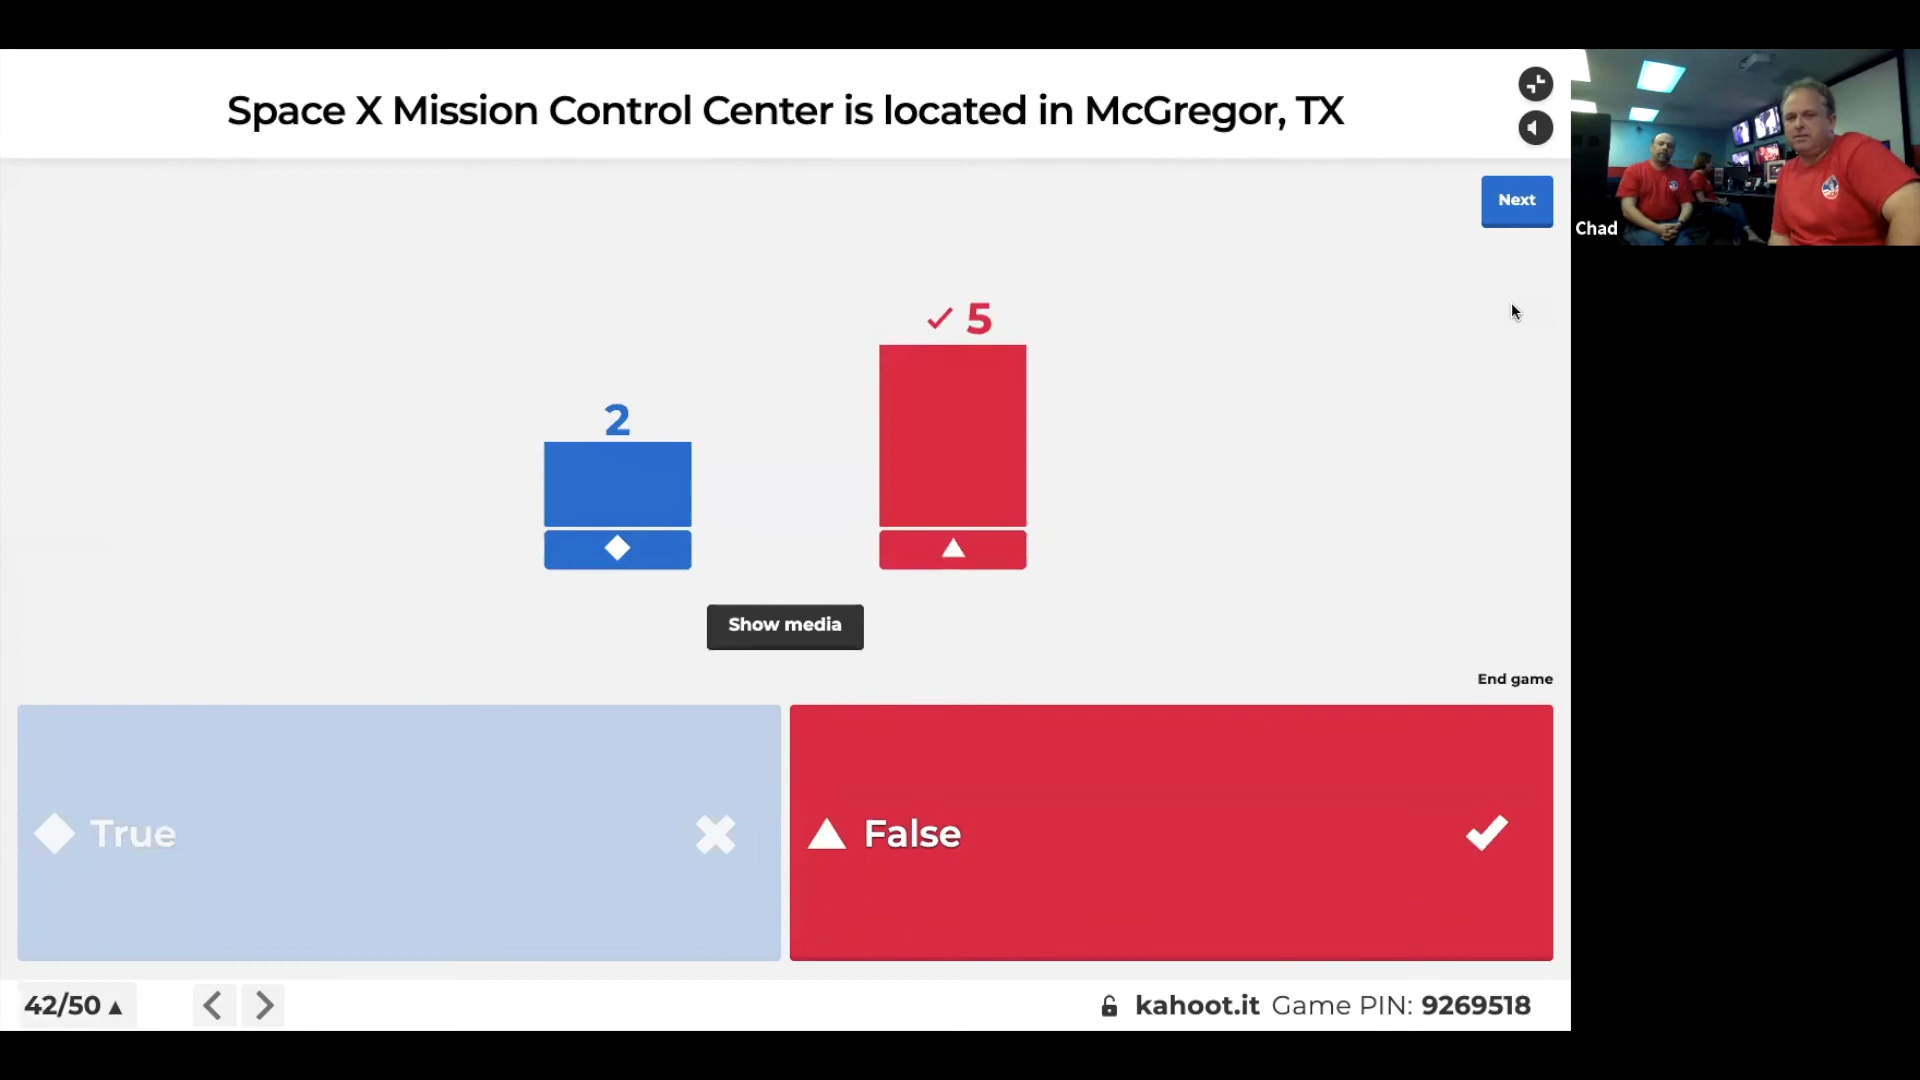 Space X Mission Control Center is located in McGregor, TX
Next
Chad
5
2
Show media
End game
True
False
42/50
kahoot.it Game PIN: 9269518